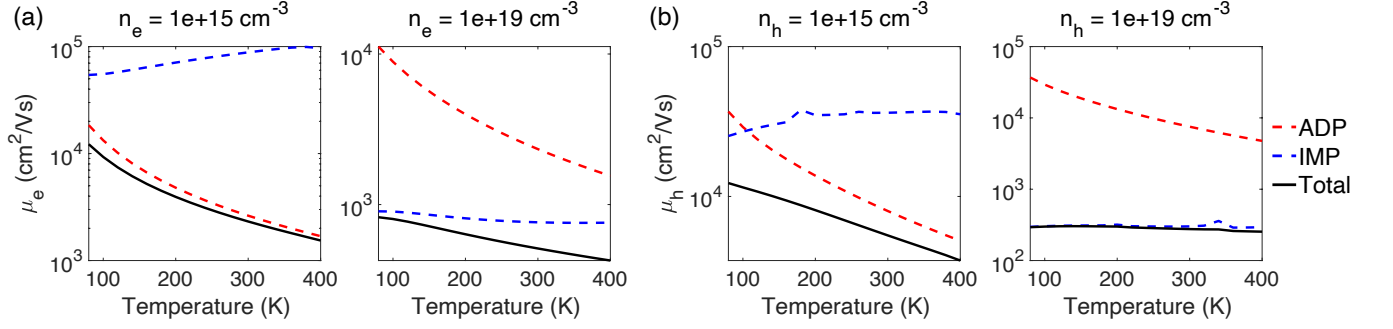 (a)
n_e = 1e+15 cm^-3
n_e = 1e+19 cm^-3
(b)
n_h = 1e+15 cm^-3
n_h = 1e+19 cm^-3
μ_e (cm^2/Vs)
10^5
10^4
10^3
100 200 300 400
Temperature (K)
10^4
10^3
100 200 300 400
Temperature (K)
μ_h (cm^2/Vs)
10^5
10^4
100 200 300 400
Temperature (K)
10^5
10^4
10^3
10^2
100 200 300 400
Temperature (K)
ADP
IMP
Total